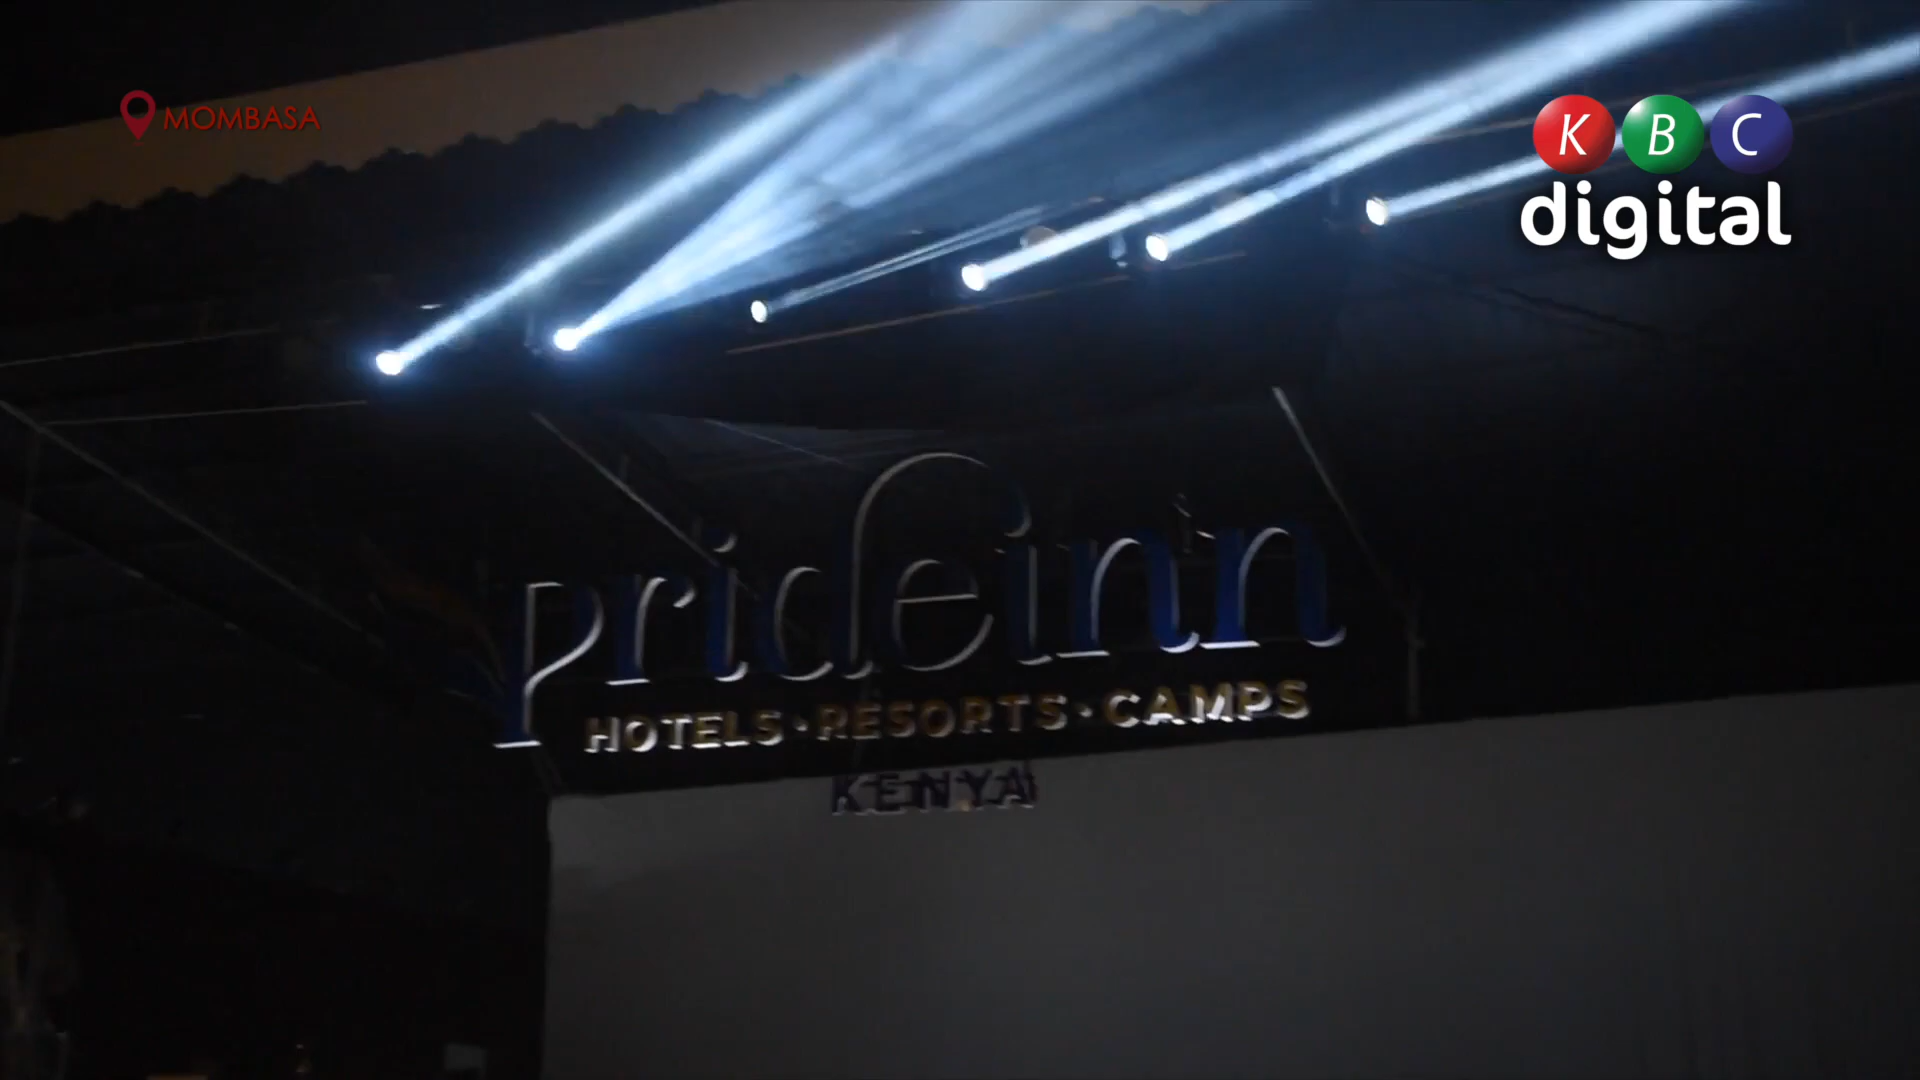 MOMBASA
K B C
digital
prideinn
HOTELS · RESORTS · CAMPS
KENYA